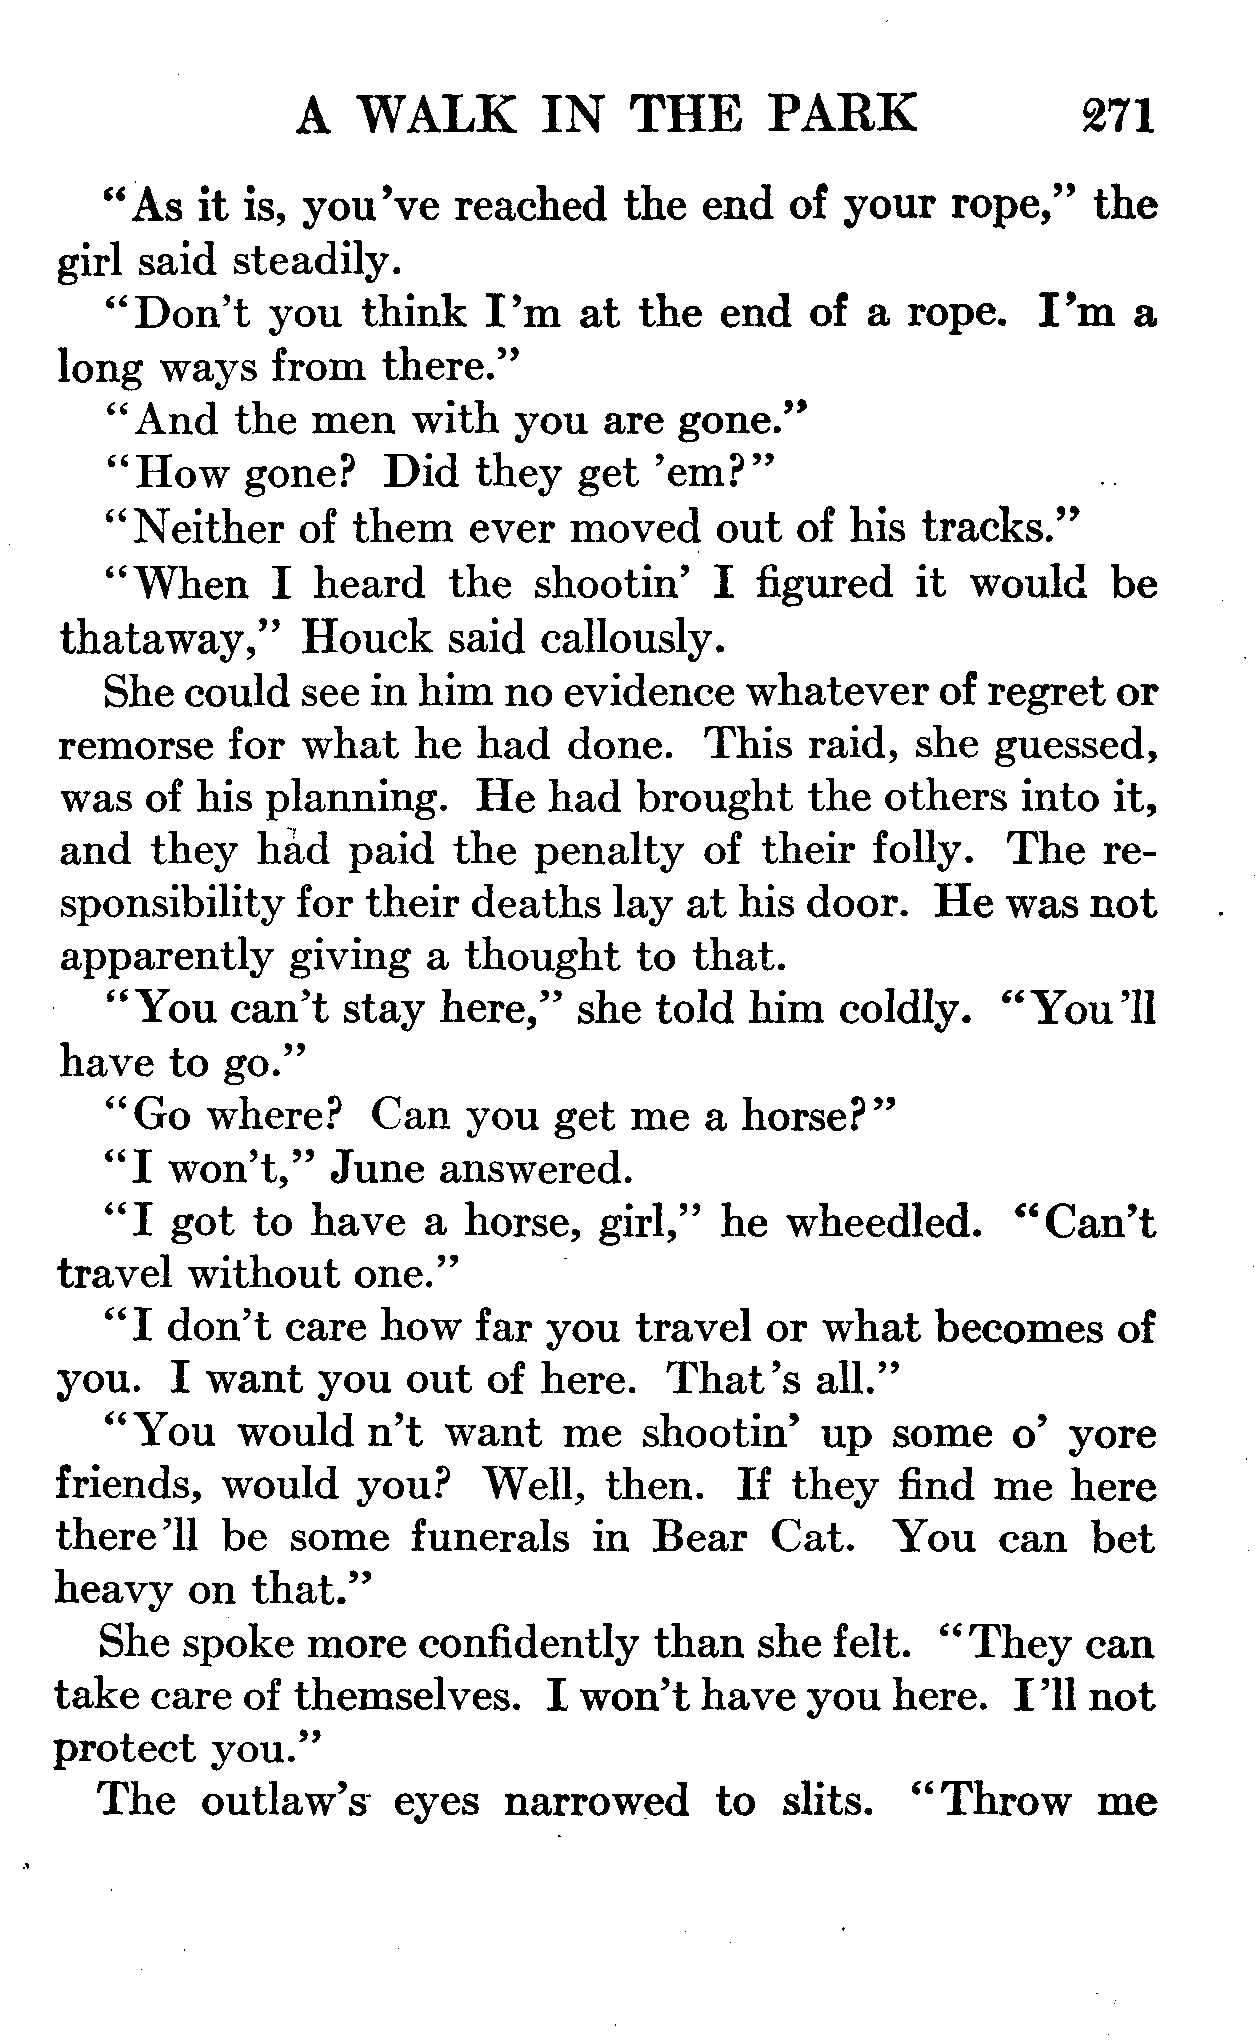 A WALK IN THE PARK 271
“As it is, you’ve reached the end of your rope,” the
girl said steadily.
“Don’t you think I’m at the end of a rope. I’m a
long ways from there.”
“And the men with you are gone.”
“How gone? Did they get ’em?”
“Neither of them ever moved out of his tracks.”
“When I heard the shootin’ I figured it would be
thataway,” Houck said callously.
She could see in him no evidence whatever of regret or
remorse for what he had done. This raid, she guessed,
was of his planning. He had brought the others into it,
and they had paid the penalty of their folly. The re-
sponsibility for their deaths lay at his door. He was not
apparently giving a thought to that.
“You can’t stay here,” she told him coldly. “You’ll
have to go.”
“Go where? Can you get me a horse?”
“I won’t,” June answered.
“I got to have a horse, girl,” he wheedled. “Can’t
travel without one.”
“I don’t care how far you travel or what becomes of
you. I want you out of here. That’s all.”
“You would n’t want me shootin’ up some o’ yore
friends, would you? Well, then. If they find me here
there’ll be some funerals in Bear Cat. You can bet
heavy on that.”
She spoke more confidently than she felt. “They can
take care of themselves. I won’t have you here. I’ll not
protect you.”
The outlaw’s eyes narrowed to slits. “Throw me